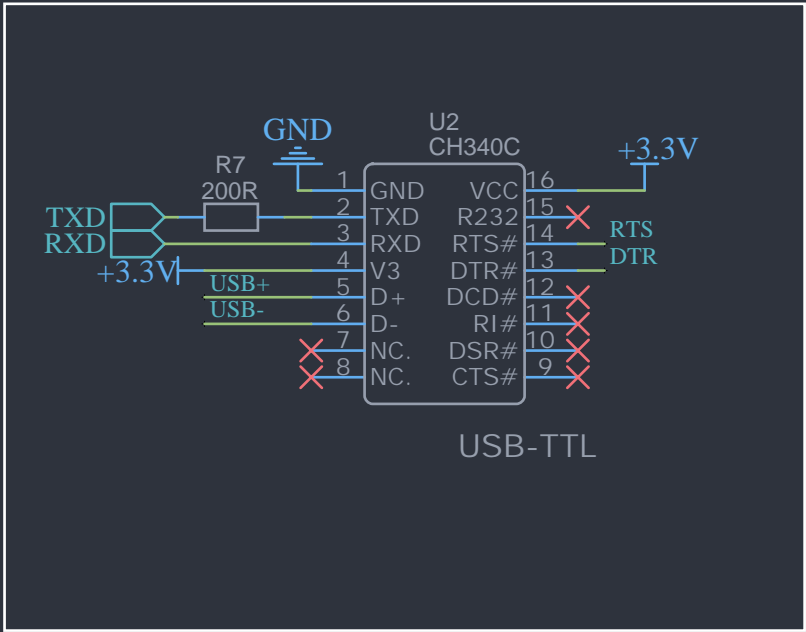 GND
U2
CH340C
+3.3V
R7
200R
1 GND VCC 16
TXD 2 TXD R232 15
RXD 3 RXD RTS# 14 RTS
+3.3V 4 V3 DTR# 13 DTR
USB+ 5 D+ DCD# 12
USB- 6 D- RI# 11
7 NC. DSR# 10
8 NC. CTS# 9
USB-TTL